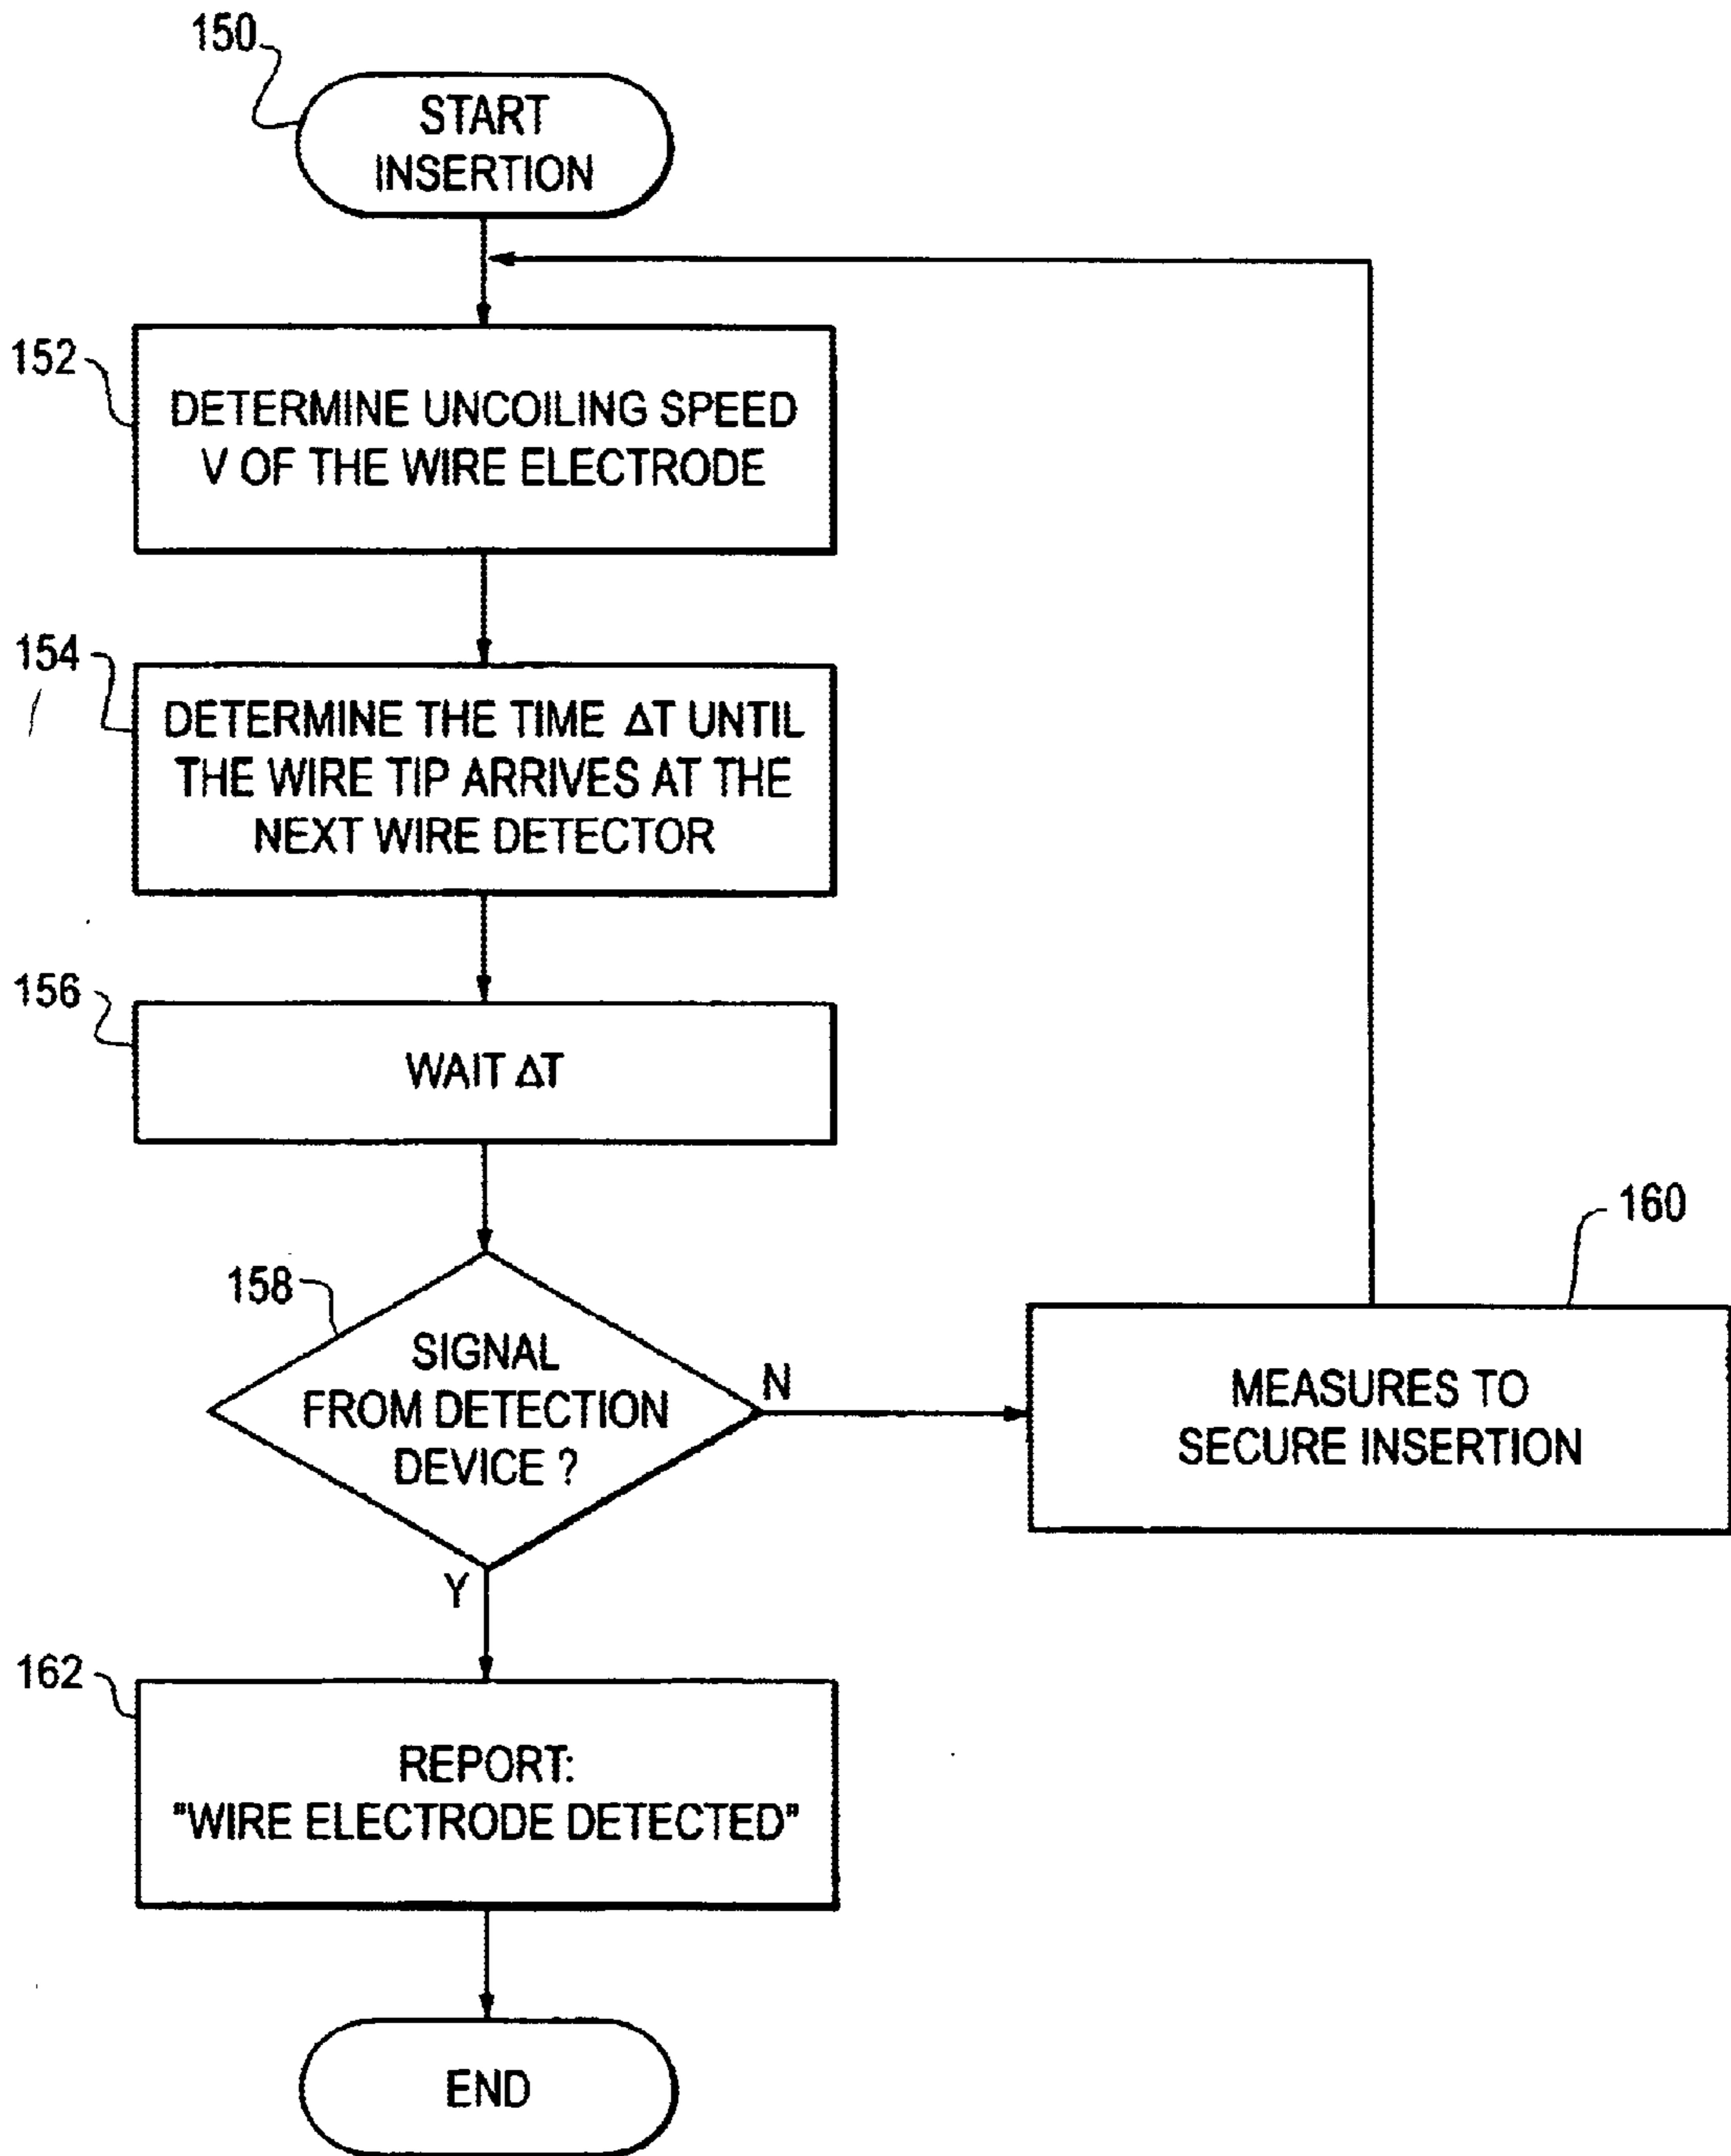 150
START
INSERTION
152
DETERMINE UNCOILING SPEED
V OF THE WIRE ELECTRODE
154
DETERMINE THE TIME ΔT UNTIL
THE WIRE TIP ARRIVES AT THE
NEXT WIRE DETECTOR
156
WAIT ΔT
158
SIGNAL
FROM DETECTION
DEVICE ?
N
160
MEASURES TO
SECURE INSERTION
Y
162
REPORT:
"WIRE ELECTRODE DETECTED"
END